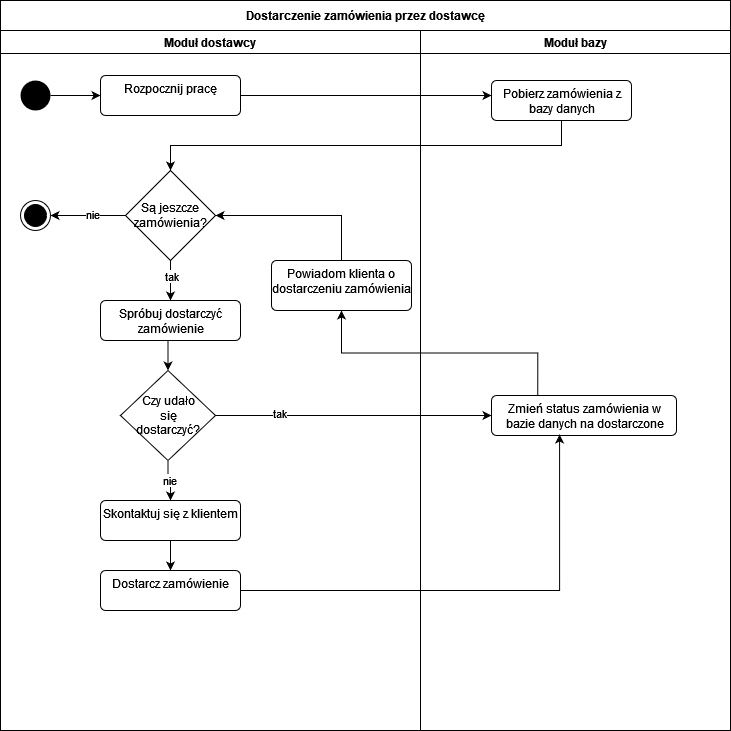 Dostarczenie zamówienia przez dostawcę
Moduł dostawcy
Moduł bazy
Rozpocznij pracę
Pobierz zamówienia z
bazy danych
Są jeszcze
zamówienia?
nie
tak
Powiadom klienta o
dostarczeniu zamówienia
Spróbuj dostarczyć
zamówienie
Czy udało
się
dostarczyć?
tak
Zmień status zamówienia w
bazie danych na dostarczone
nie
Skontaktuj się z klientem
Dostarcz zamówienie